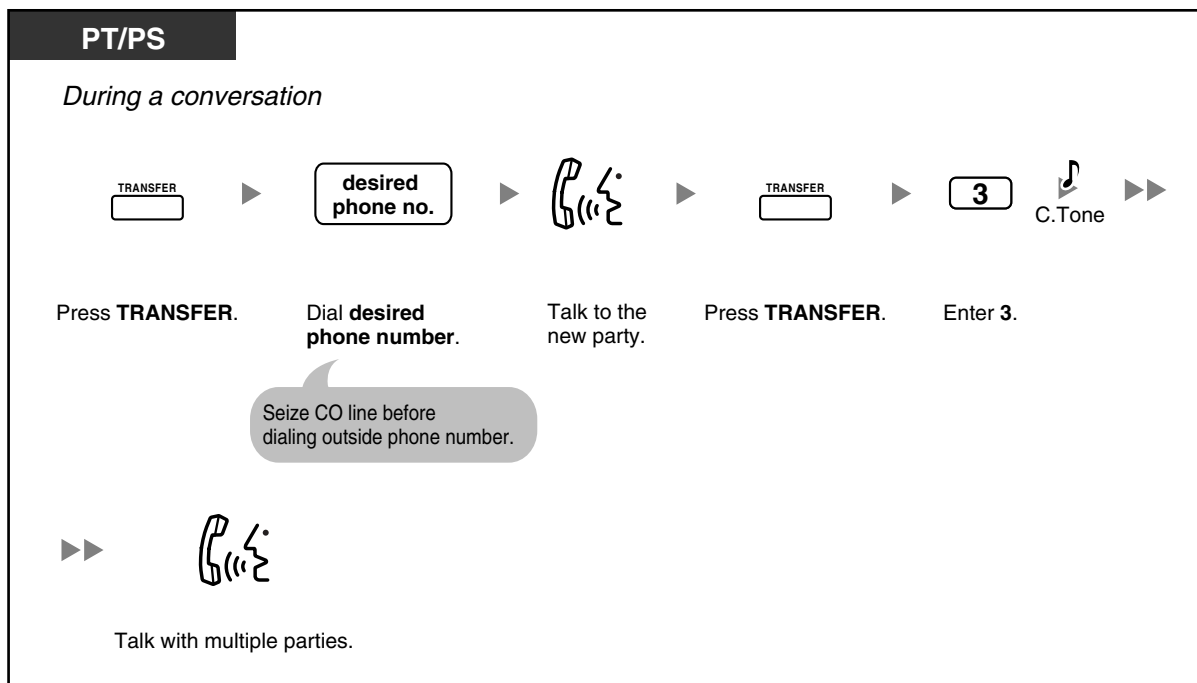 PT/PS
During a conversation
TRANSFER
desired
phone no.
TRANSFER
3
C.Tone
Press TRANSFER.
Dial desired
phone number.
Talk to the
new party.
Press TRANSFER.
Enter 3.
Seize CO line before
dialing outside phone number.
Talk with multiple parties.